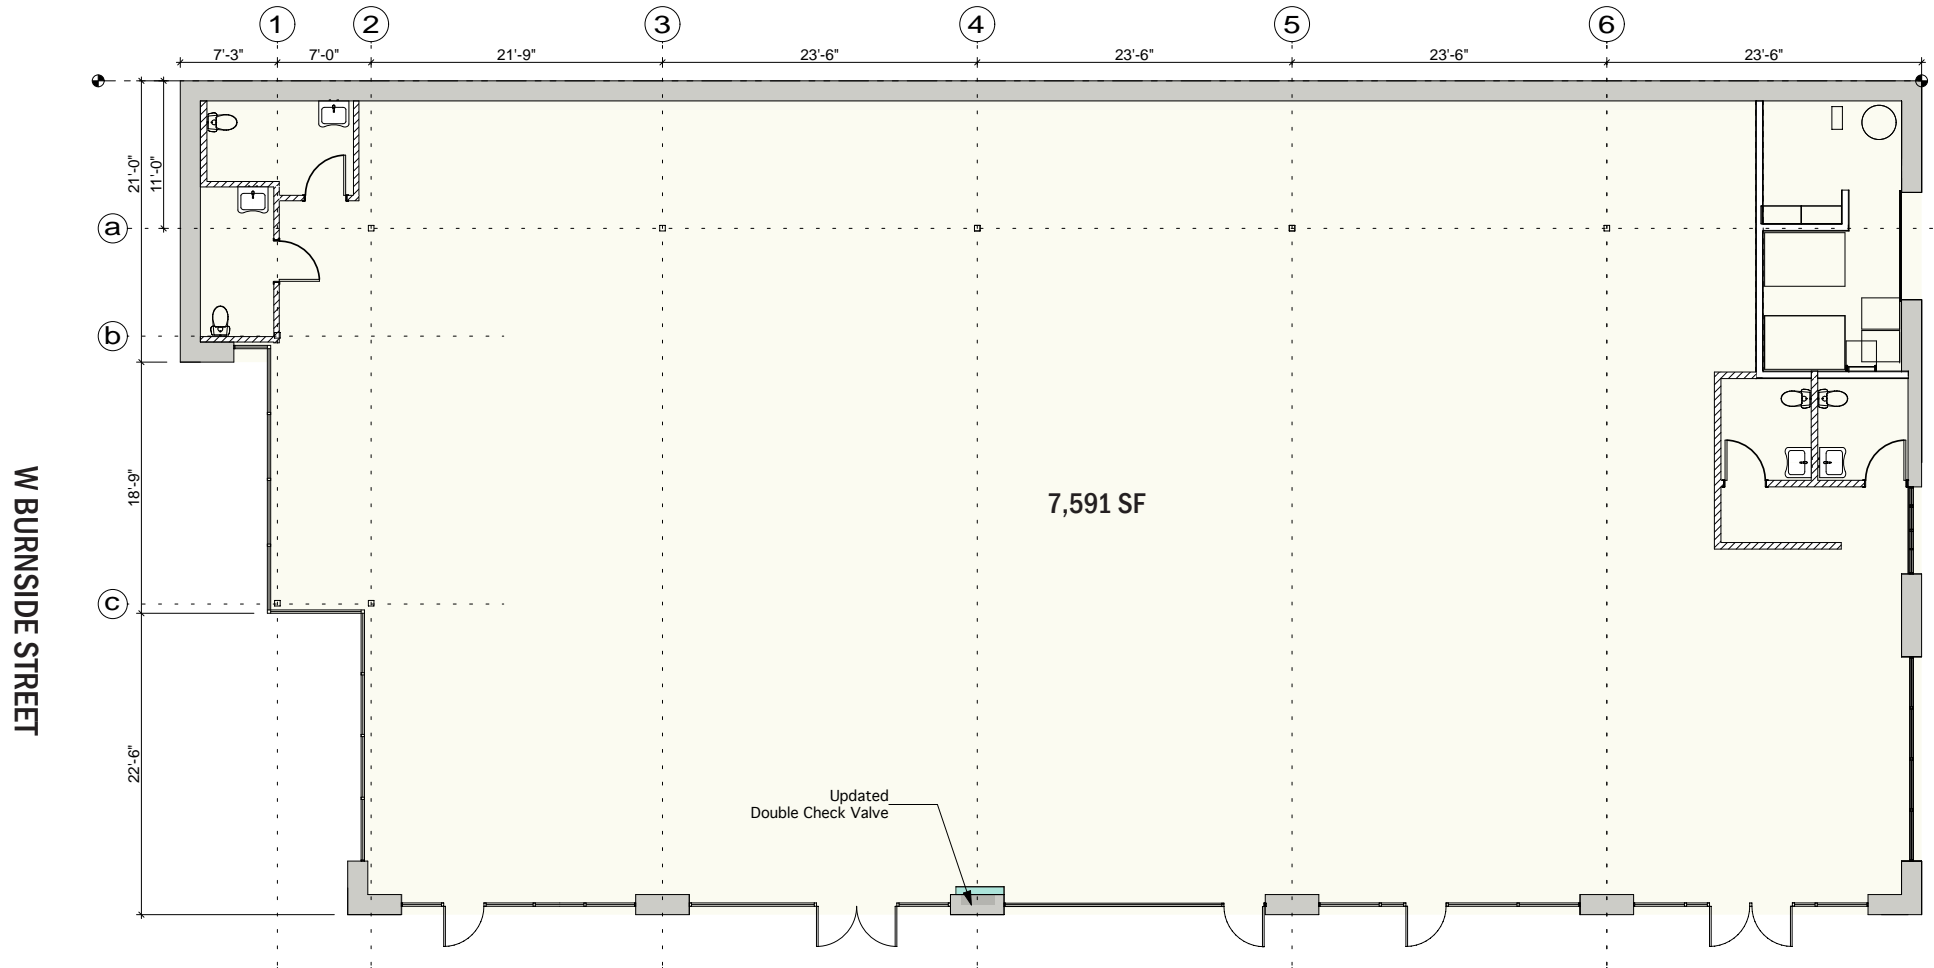 1 2 3 4 5 6
7'-3" 7'-0" 21'-9" 23'-6" 23'-6" 23'-6" 23'-6"
21'-0"
11'-0"
a
b
18'-9"
7,591 SF
W BURNSIDE STREET
c
22'-6"
Updated
Double Check Valve